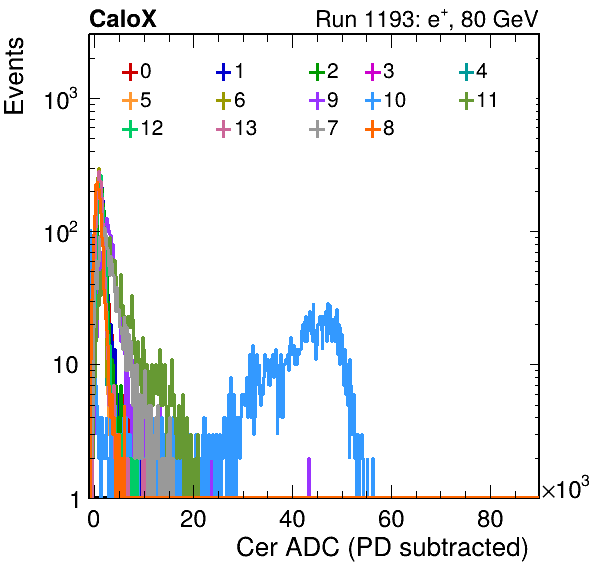 CaloX Run 1193: e+, 80 GeV
Events
0 1 2 3 4
5 6 9 10 11
12 13 7 8
10³
10²
10
1
0 20 40 60 80 ×10³
Cer ADC (PD subtracted)